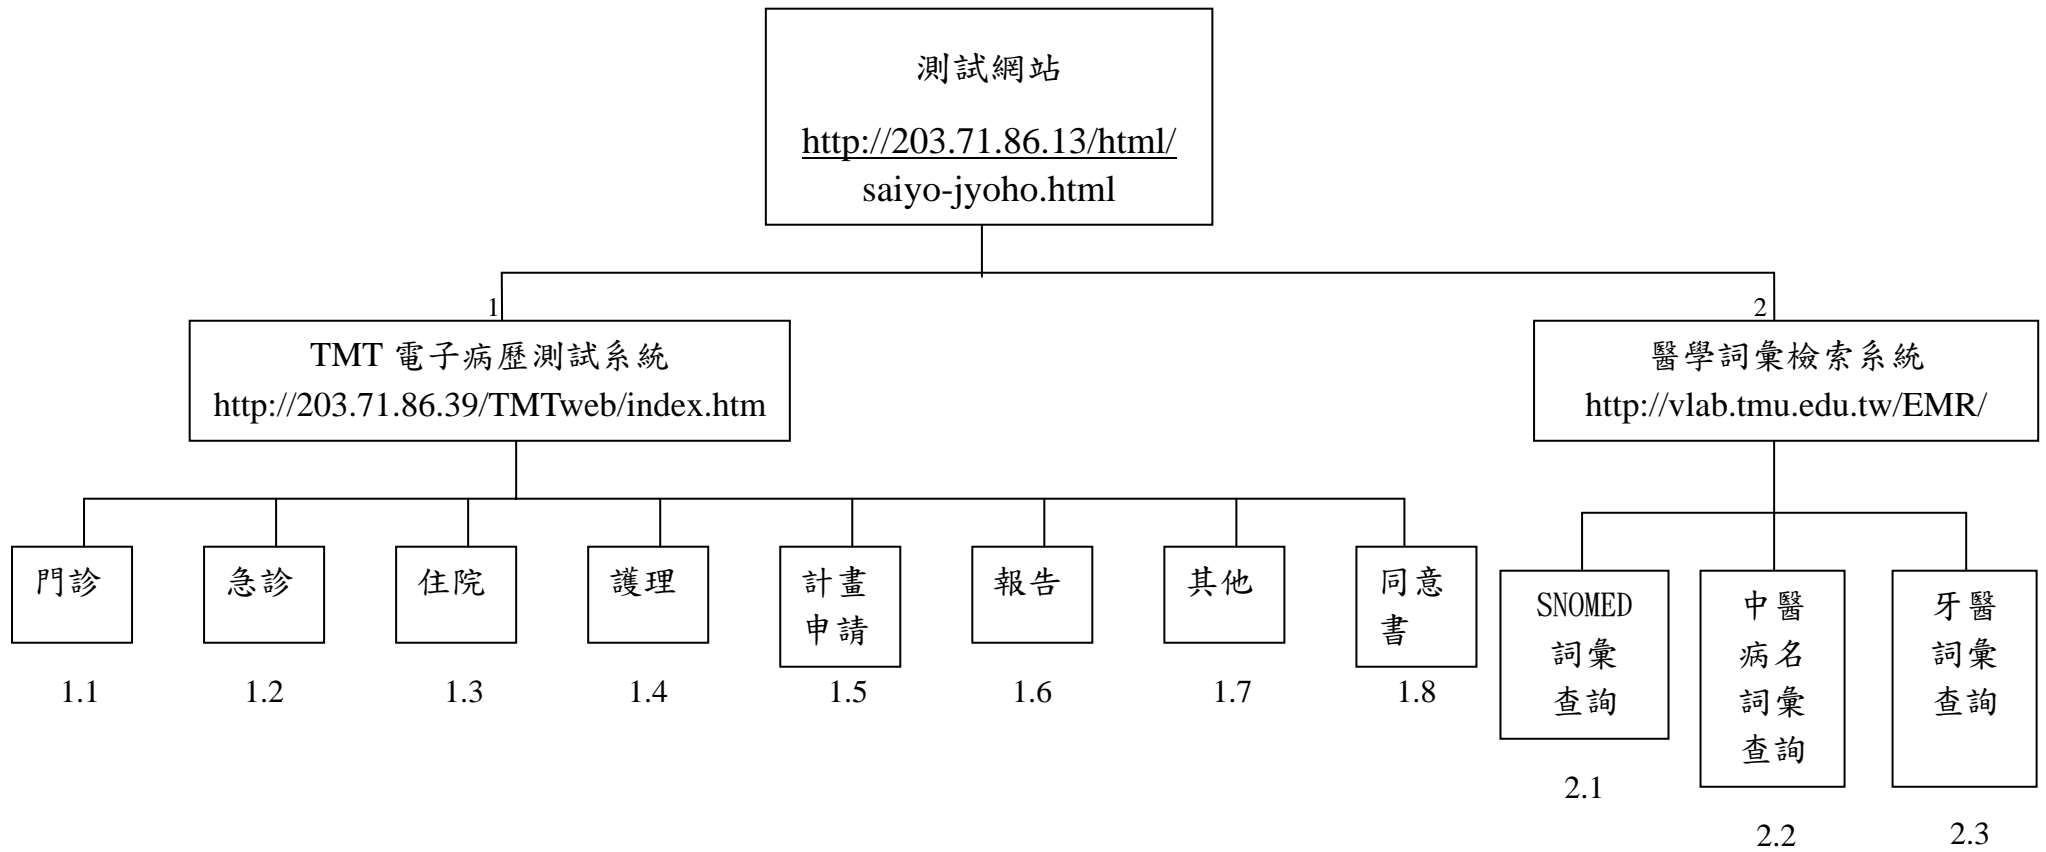 測試網站
http://203.71.86.13/html/
saiyo-jyoho.html
1
2
TMT 電子病歷測試系統
http://203.71.86.39/TMTweb/index.htm
醫學詞彙檢索系統
http://vlab.tmu.edu.tw/EMR/
門診
急診
住院
護理
計畫
申請
報告
其他
同意
書
1.1
1.2
1.3
1.4
1.5
1.6
1.7
1.8
SNOMED
詞彙
查詢
2.1
中醫
病名
詞彙
查詢
2.2
牙醫
詞彙
查詢
2.3